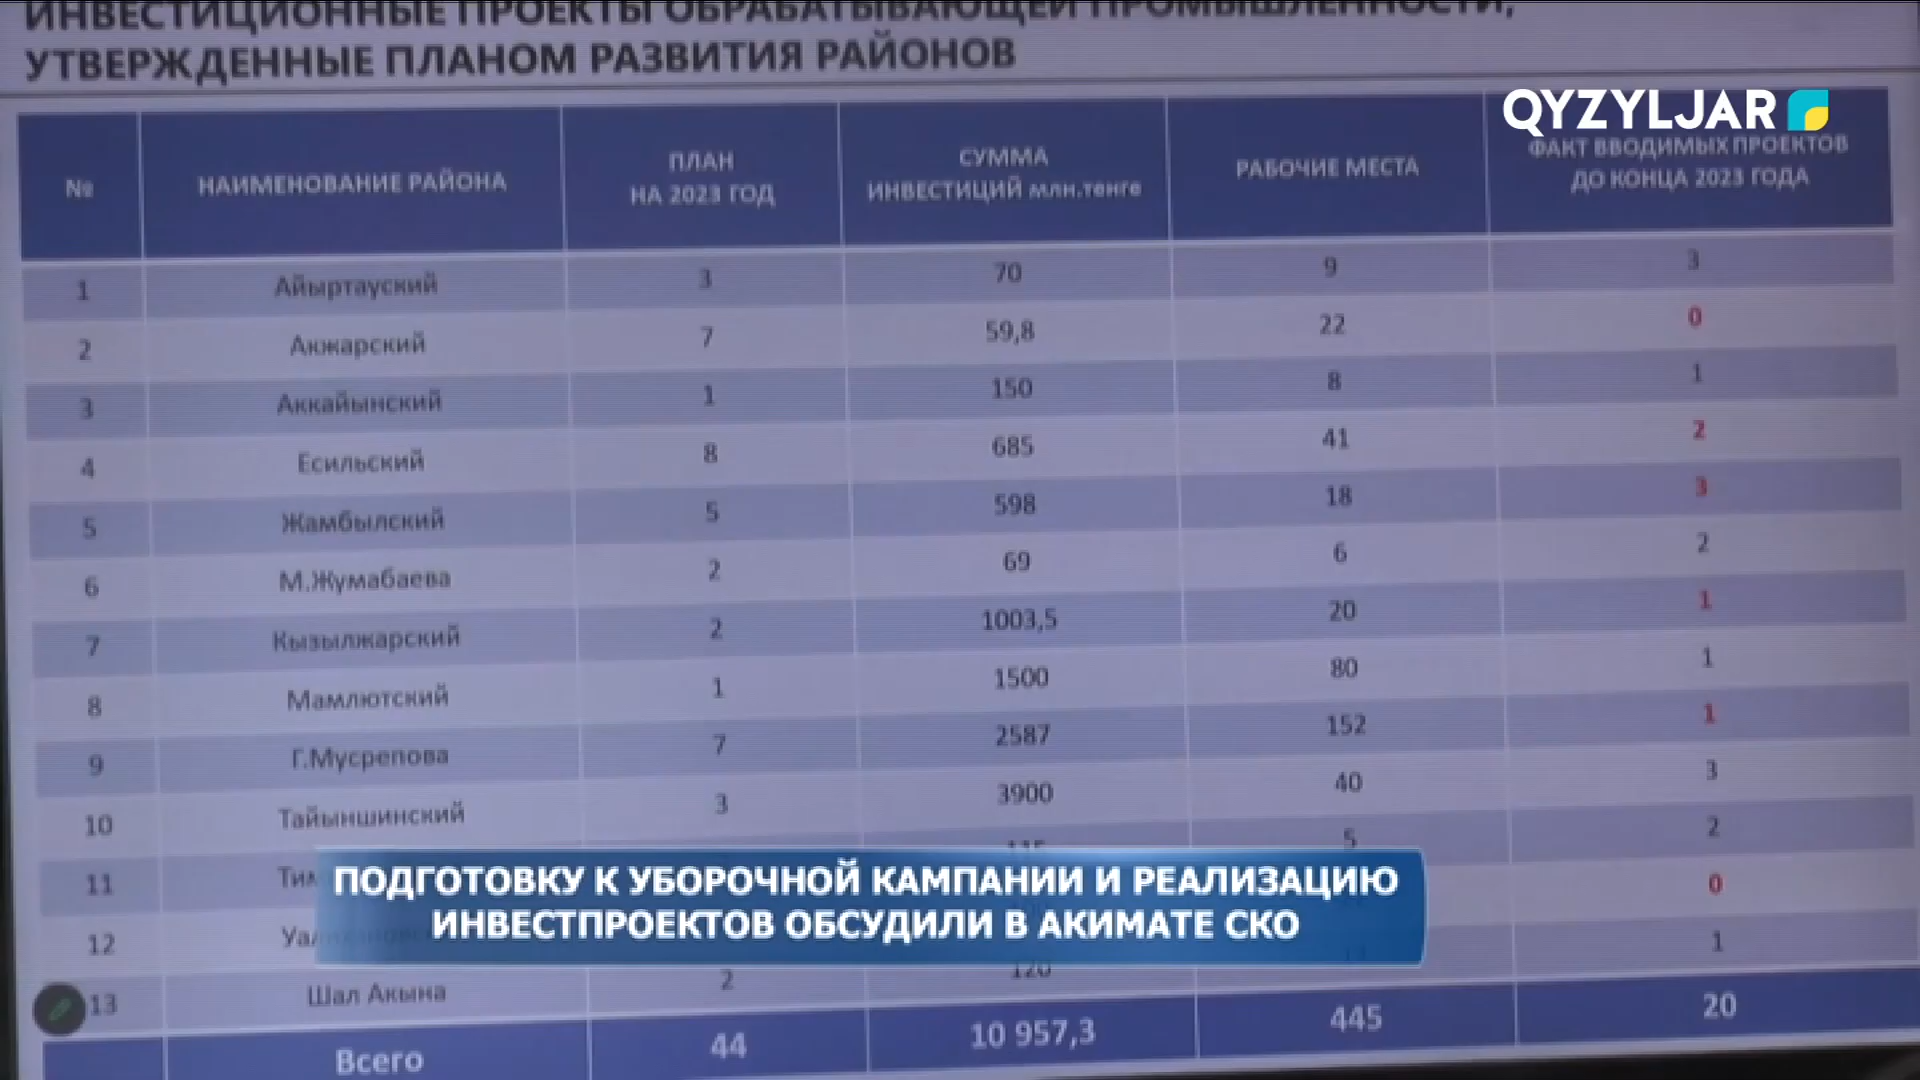 ИНВЕСТИЦИОННЫЕ ПРОЕКТЫ ОБРАБАТЫВАЮЩЕЙ ПРОМЫШЛЕННОСТИ,
УТВЕРЖДЕННЫЕ ПЛАНОМ РАЗВИТИЯ РАЙОНОВ
QYZYLJAR
№ НАИМЕНОВАНИЕ РАЙОНА ПЛАН НА 2023 ГОД СУММА ИНВЕСТИЦИЙ млн.тенге РАБОЧИЕ МЕСТА ФАКТ ВВОДИМЫХ ПРОЕКТОВ ДО КОНЦА 2023 ГОДА
1 Айыртауский 3 70 9 3
2 Акжарский 7 59,8 22 0
3 Аккайынский 1 150 8 1
4 Есильский 8 685 41 2
5 Жамбылский 5 598 18 3
6 М.Жумабаева 2 69 6 2
7 Кызылжарский 2 1003,5 20 1
8 Мамлютский 1 1500 80 1
9 Г.Мусрепова 7 2587 152 1
10 Тайыншинский 3 3900 40 3
11 5 2
12 0
13 Шал Акына 2 120 1
Всего 44 10 957,3 445 20
ПОДГОТОВКУ К УБОРОЧНОЙ КАМПАНИИ И РЕАЛИЗАЦИЮ
ИНВЕСТПРОЕКТОВ ОБСУДИЛИ В АКИМАТЕ СКО